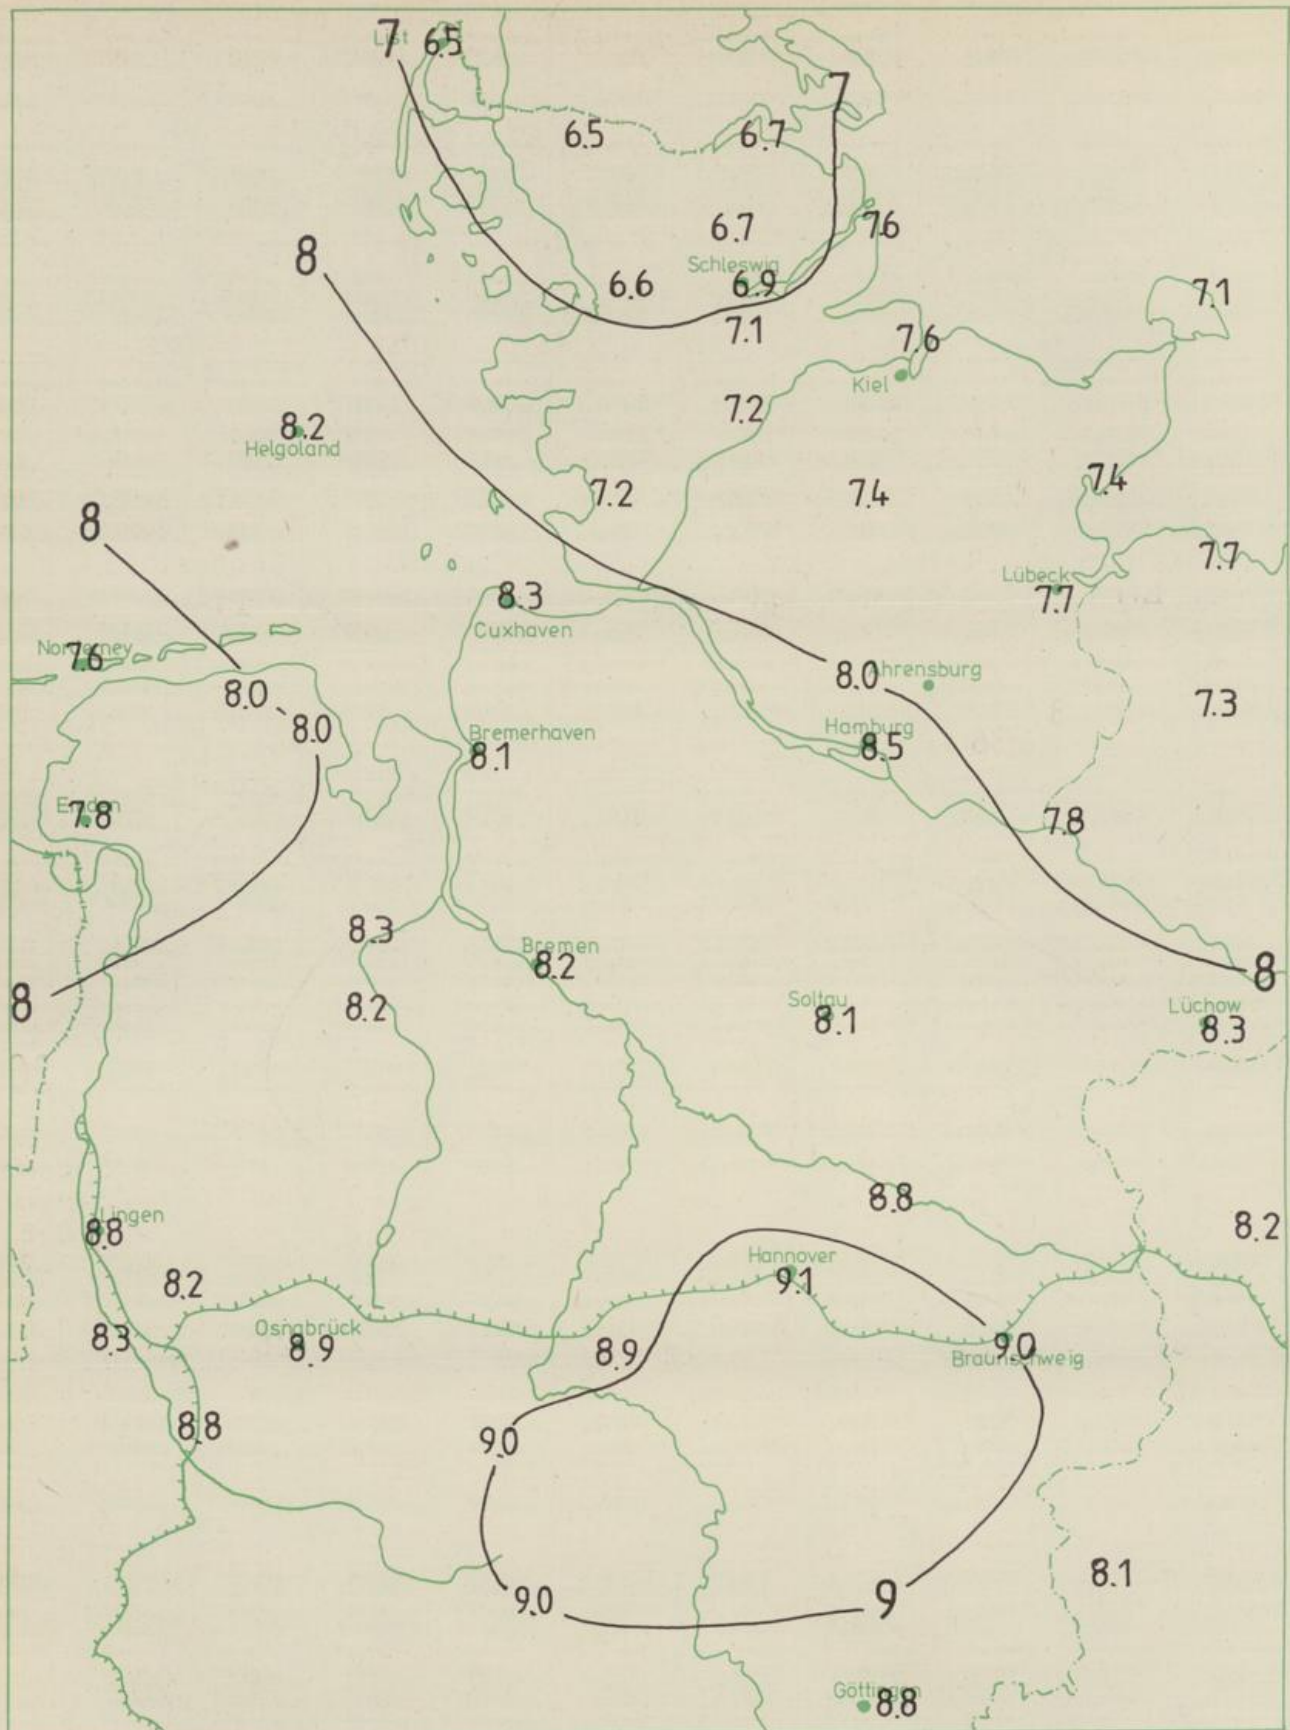 7
List 6.5
7
6.5
6.7
6.7
7.6
8
Schleswig
6.6
6.9
7.1
7.1
7.6
Kiel
7.2
8.2
Helgoland
7.2
7.4
7.4
8
7.7
Lübeck
7.7
8.3
Cuxhaven
Norderney
7.6
8.0
Ahrensburg
8.0
7.3
8.0
Hamburg
8.5
Bremerhaven
8.1
Emden
7.8
7.8
8.3
Bremen
8.2
8
8
8.2
Soltau
8.1
Lüchow
8.3
8.8
Lingen
8.8
8.2
Hannover
9.1
8.2
Osnabrück
8.9
8.3
8.9
9.0
Braunschweig
8.8
9.0
8.1
9.0
9
Göttingen
8.8